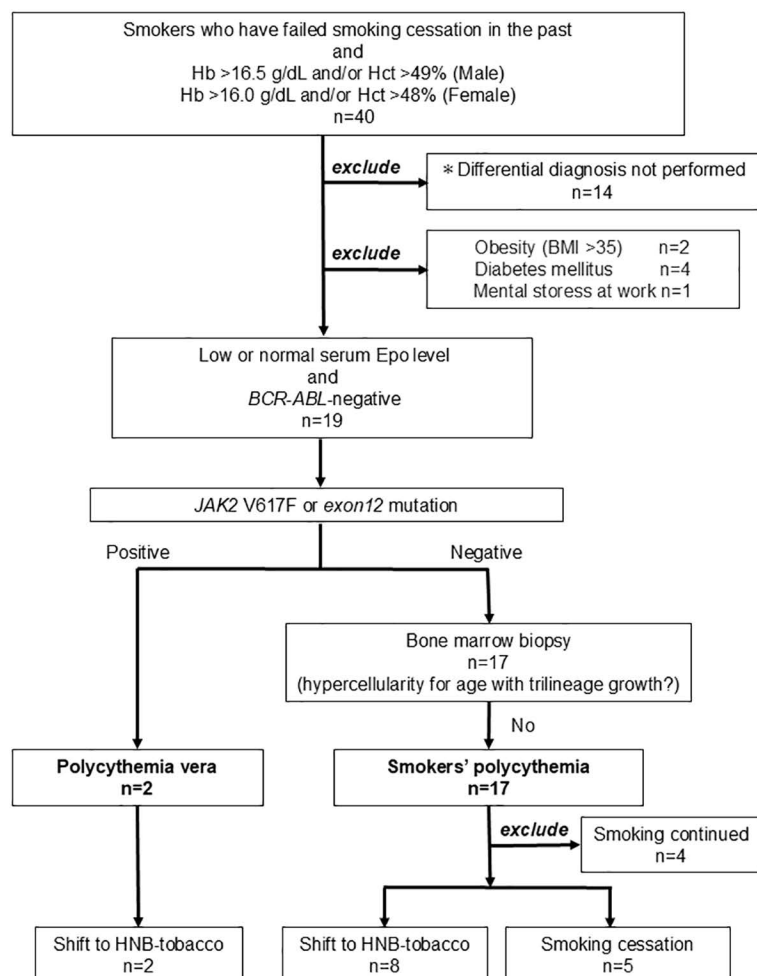 Smokers who have failed smoking cessation in the past
and
Hb >16.5 g/dL and/or Hct >49% (Male)
Hb >16.0 g/dL and/or Hct >48% (Female)
n=40
exclude
* Differential diagnosis not performed
n=14
exclude
Obesity (BMI >35) n=2
Diabetes mellitus n=4
Mental storess at work n=1
Low or normal serum Epo level
and
BCR-ABL-negative
n=19
JAK2 V617F or exon12 mutation
Positive
Negative
Bone marrow biopsy
n=17
(hypercellularity for age with trilineage growth?)
No
Polycythemia vera
n=2
Smokers' polycythemia
n=17
exclude
Smoking continued
n=4
Shift to HNB-tobacco
n=2
Shift to HNB-tobacco
n=8
Smoking cessation
n=5